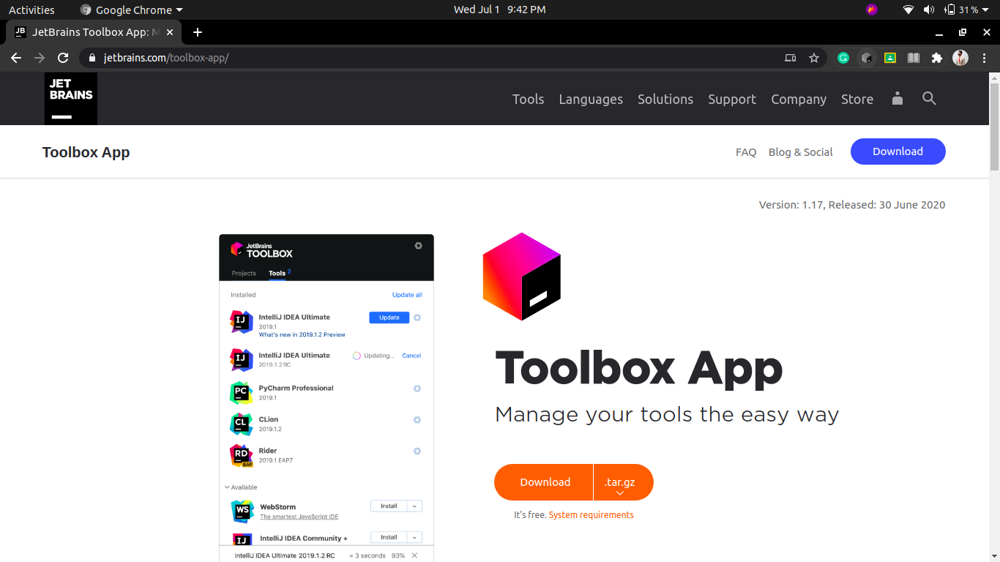 Activities Google Chrome Wed Jul 1 9:42 PM 31 %
JB JetBrains Toolbox App: M
jetbrains.com/toolbox-app/
JET
BRAINS
Tools Languages Solutions Support Company Store
Toolbox App FAQ Blog & Social Download
Version: 1.17, Released: 30 June 2020
JetBrains
TOOLBOX
Projects Tools 2
Installed Update all
IJ IntelliJ IDEA Ultimate Update
2019.1
What's new in 2019.1.2 Preview
IJ IntelliJ IDEA Ultimate Updating... Cancel
2019.1.2 RC
PC PyCharm Professional
2019.1
CL CLion
2019.1.2
RD Rider
EAP 2019.1 EAP7
Available
WS WebStorm Install
The smartest JavaScript IDE
IJ IntelliJ IDEA Community + Install
IntelliJ IDEA Ultimate 2019.1.2 RC ≈ 3 seconds 93%
Toolbox App
Manage your tools the easy way
Download .tar.gz
It's free. System requirements